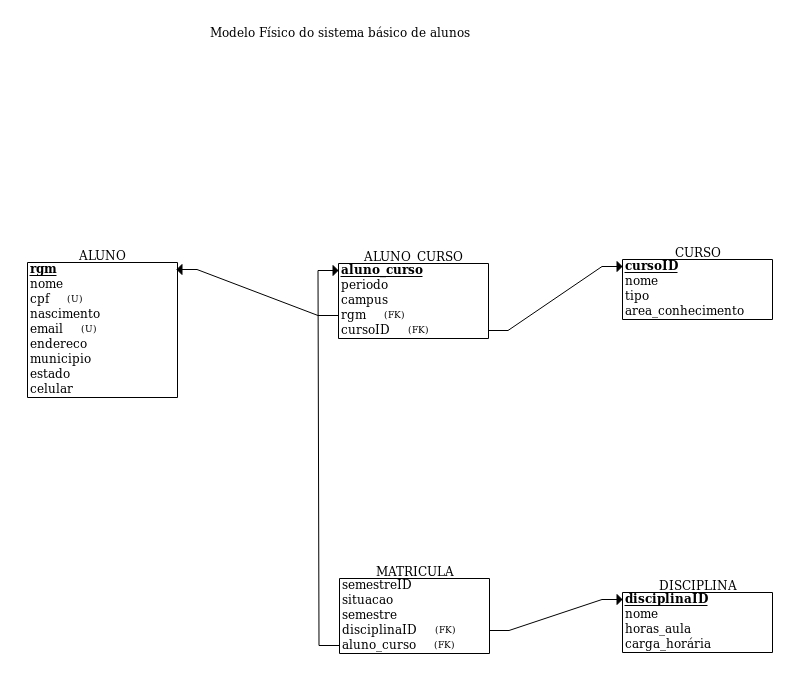 Modelo Físico do sistema básico de alunos
ALUNO
rgm
nome
cpf (U)
nascimento
email (U)
endereco
municipio
estado
celular
ALUNO_CURSO
aluno_curso
periodo
campus
rgm (FK)
cursoID (FK)
CURSO
cursoID
nome
tipo
area_conhecimento
MATRICULA
semestreID
situacao
semestre
disciplinaID (FK)
aluno_curso (FK)
DISCIPLINA
disciplinaID
nome
horas_aula
carga_horária